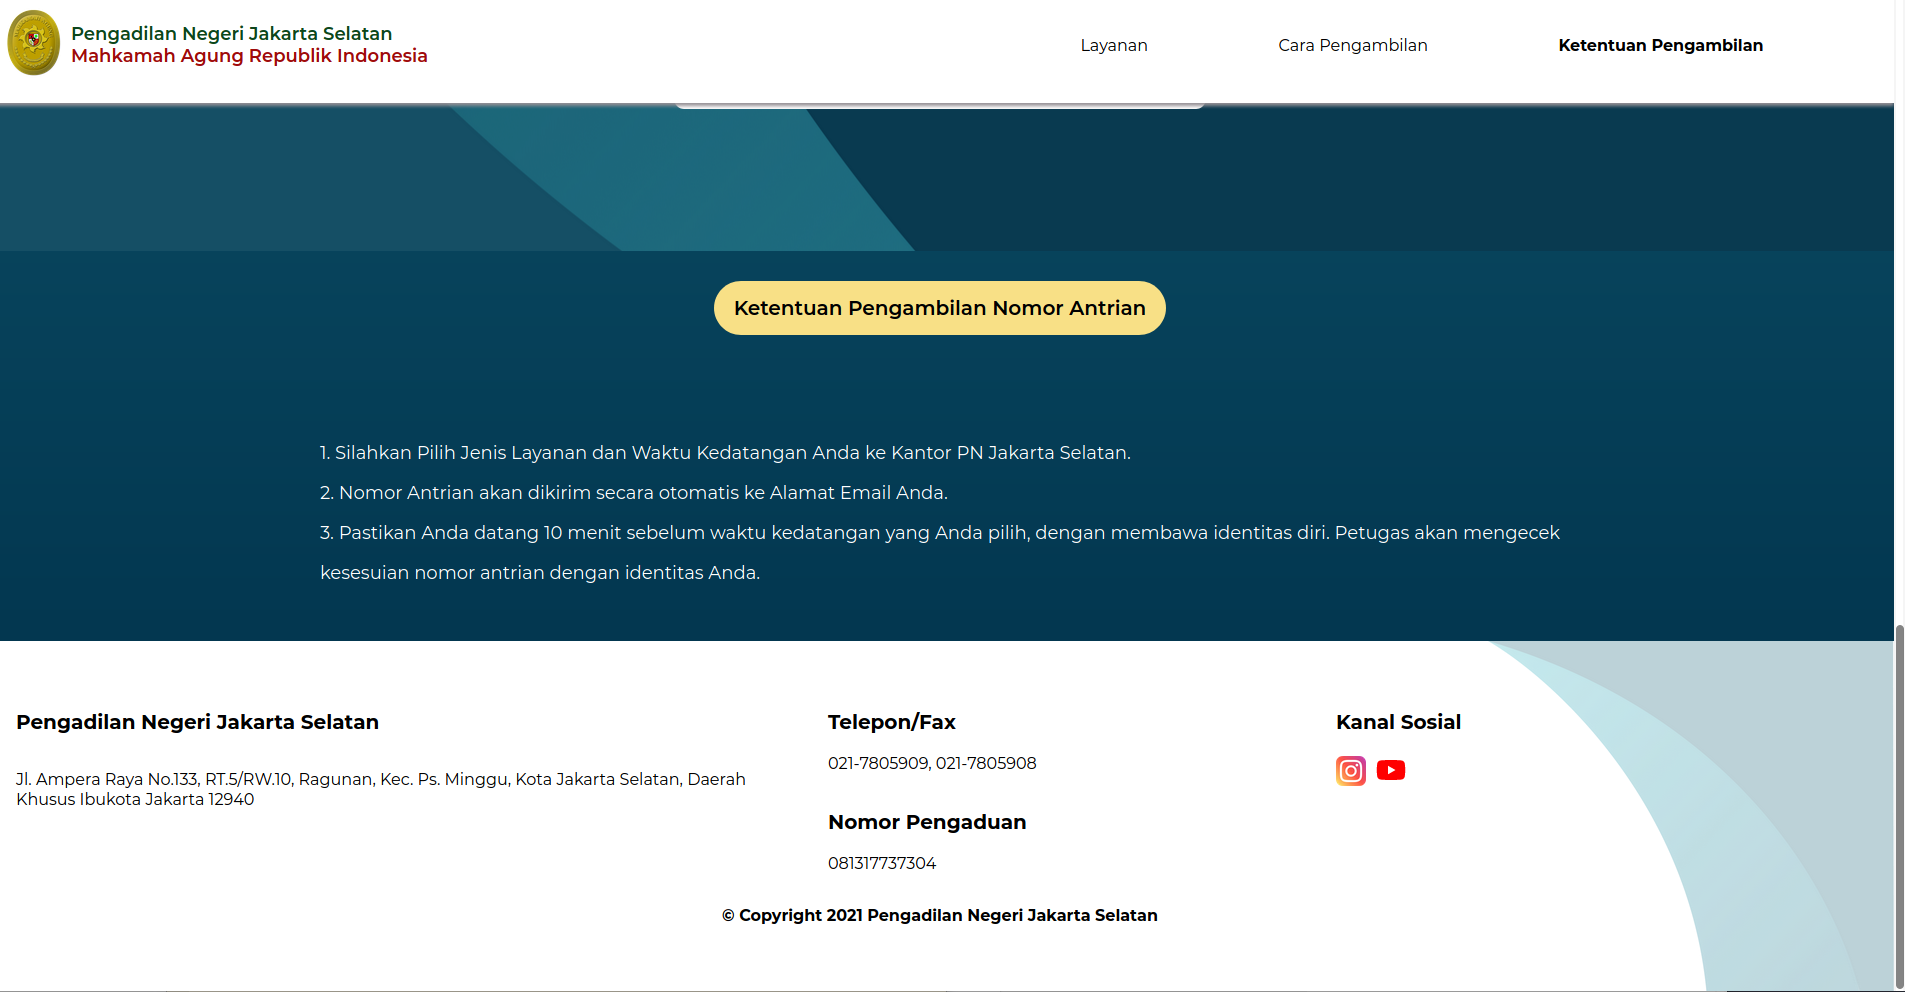 Pengadilan Negeri Jakarta Selatan
Mahkamah Agung Republik Indonesia
Layanan
Cara Pengambilan
Ketentuan Pengambilan
Ketentuan Pengambilan Nomor Antrian
1. Silahkan Pilih Jenis Layanan dan Waktu Kedatangan Anda ke Kantor PN Jakarta Selatan.
2. Nomor Antrian akan dikirim secara otomatis ke Alamat Email Anda.
3. Pastikan Anda datang 10 menit sebelum waktu kedatangan yang Anda pilih, dengan membawa identitas diri. Petugas akan mengecek
kesesuian nomor antrian dengan identitas Anda.
Pengadilan Negeri Jakarta Selatan
Jl. Ampera Raya No.133, RT.5/RW.10, Ragunan, Kec. Ps. Minggu, Kota Jakarta Selatan, Daerah
Khusus Ibukota Jakarta 12940
Telepon/Fax
021-7805909, 021-7805908
Nomor Pengaduan
081317737304
Kanal Sosial
© Copyright 2021 Pengadilan Negeri Jakarta Selatan